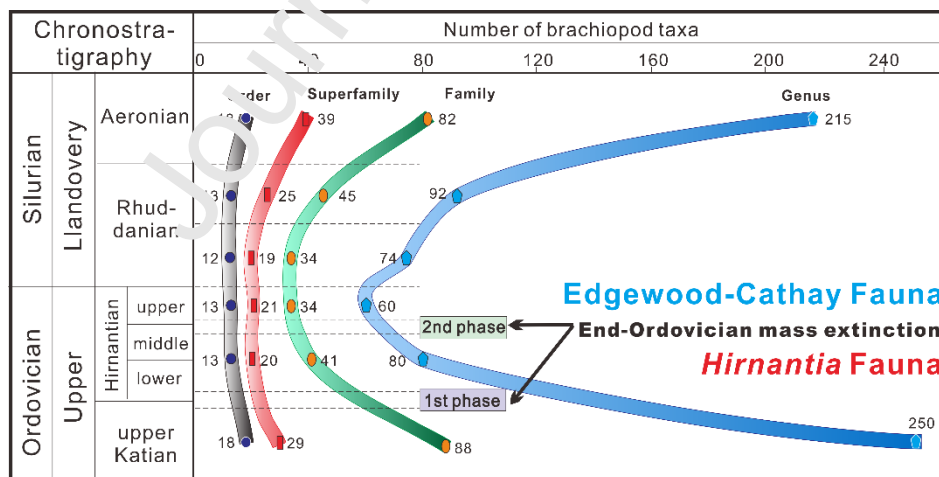 Journ
Chronostra-
tigraphy
Number of brachiopod taxa
0 40 80 120 160 200 240
Superfamily Family Genus
Silurian
Llandovery
Aeronian
39 82 215
Rhud-
danian
13 25 45 92
12 19 34 74
Ordovician
Upper
Hirnantian
upper
13 21 34 60
Edgewood-Cathay Fauna
2nd phase
End-Ordovician mass extinction
middle
13 20 41 80
Hirnantia Fauna
lower
1st phase
upper
Katian
18 29 88 250